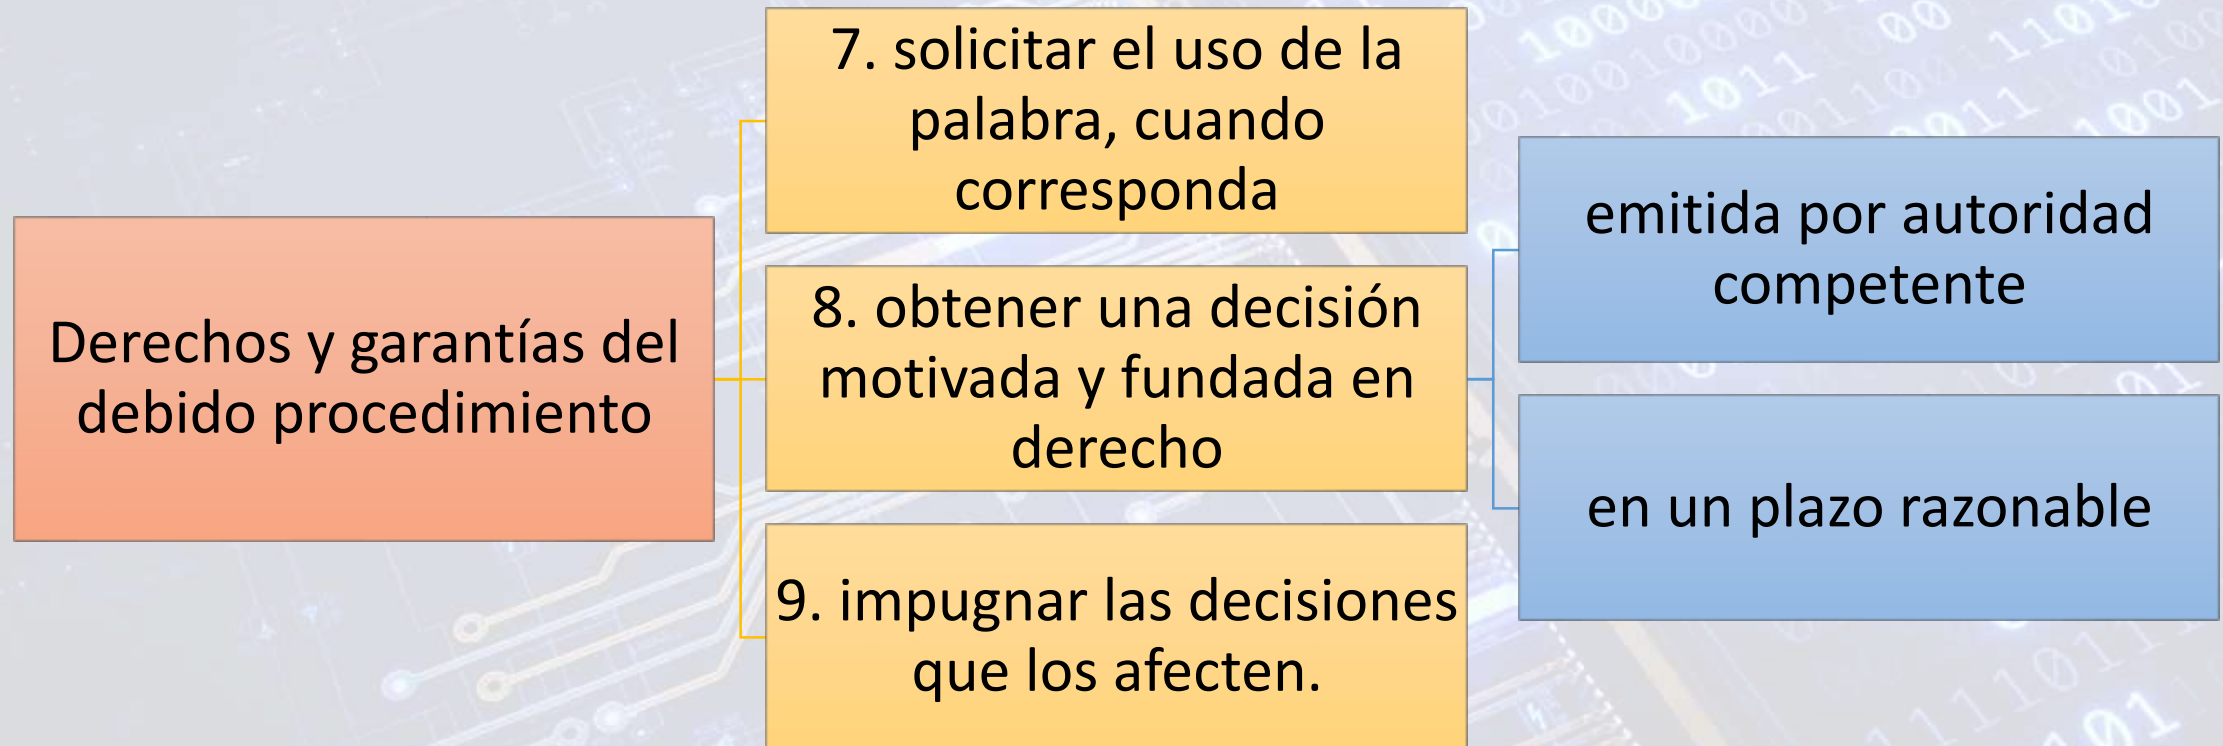 Derechos y garantías del
debido procedimiento
7. solicitar el uso de la
palabra, cuando
corresponda
8. obtener una decisión
motivada y fundada en
derecho
9. impugnar las decisiones
que los afecten.
emitida por autoridad
competente
en un plazo razonable